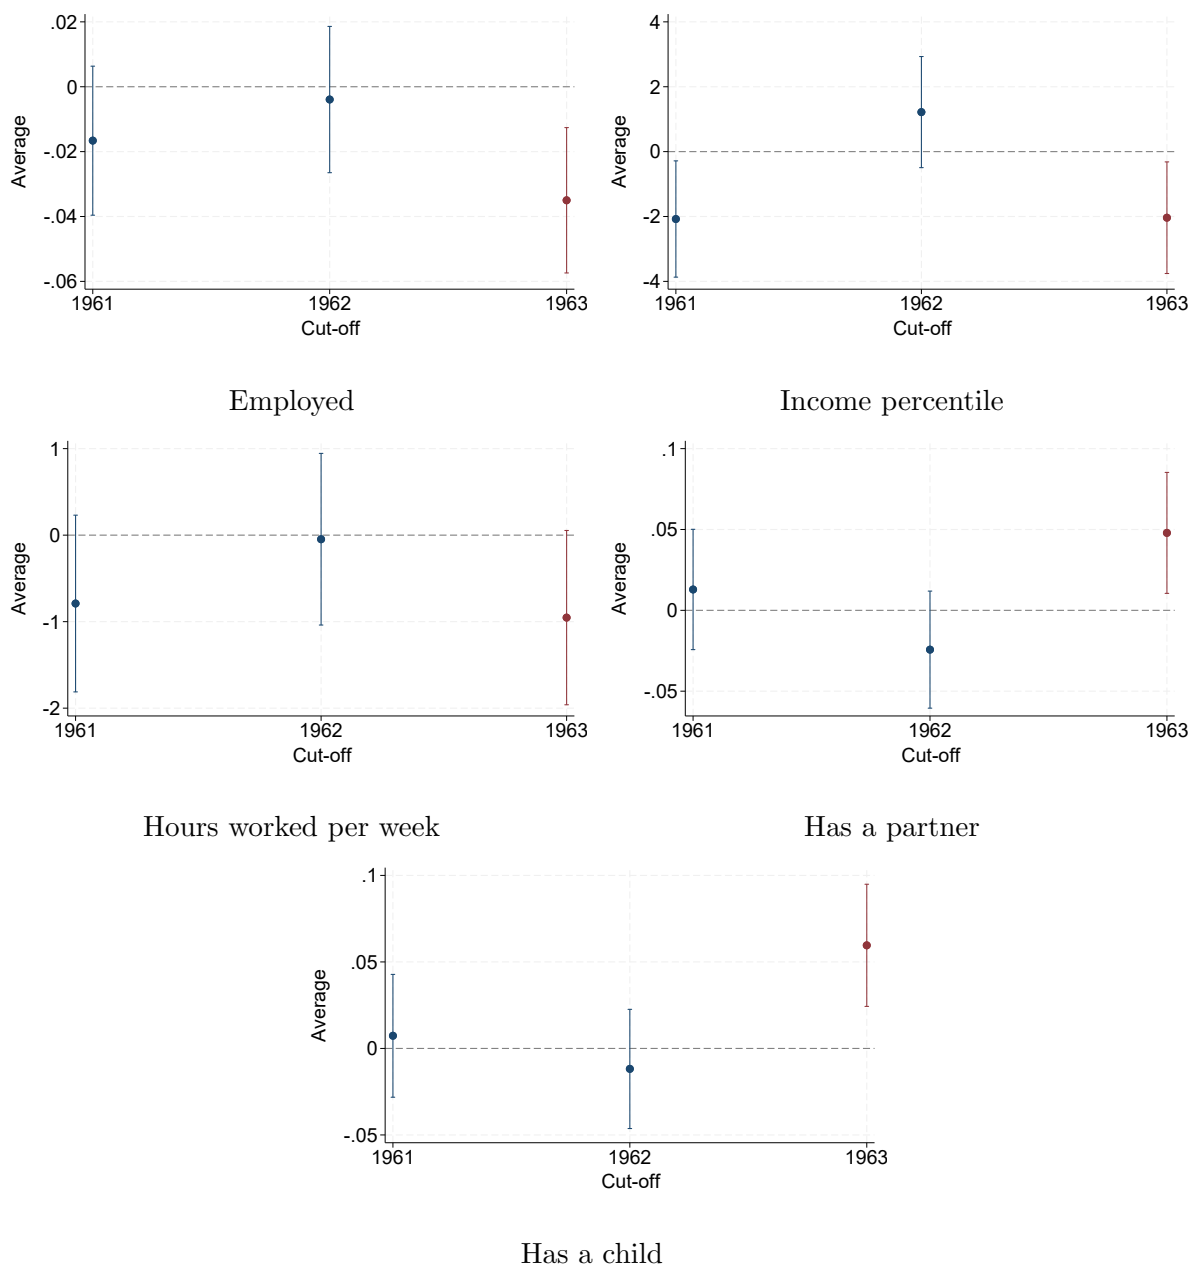 .02
0
-.02
-.04
-.06
Average
1961 1962 1963
Cut-off
Employed
4
2
0
-2
-4
Average
1961 1962 1963
Cut-off
Income percentile
1
0
-1
-2
Average
1961 1962 1963
Cut-off
Hours worked per week
.1
.05
0
-.05
Average
1961 1962 1963
Cut-off
Has a partner
.1
.05
0
-.05
Average
1961 1962 1963
Cut-off
Has a child